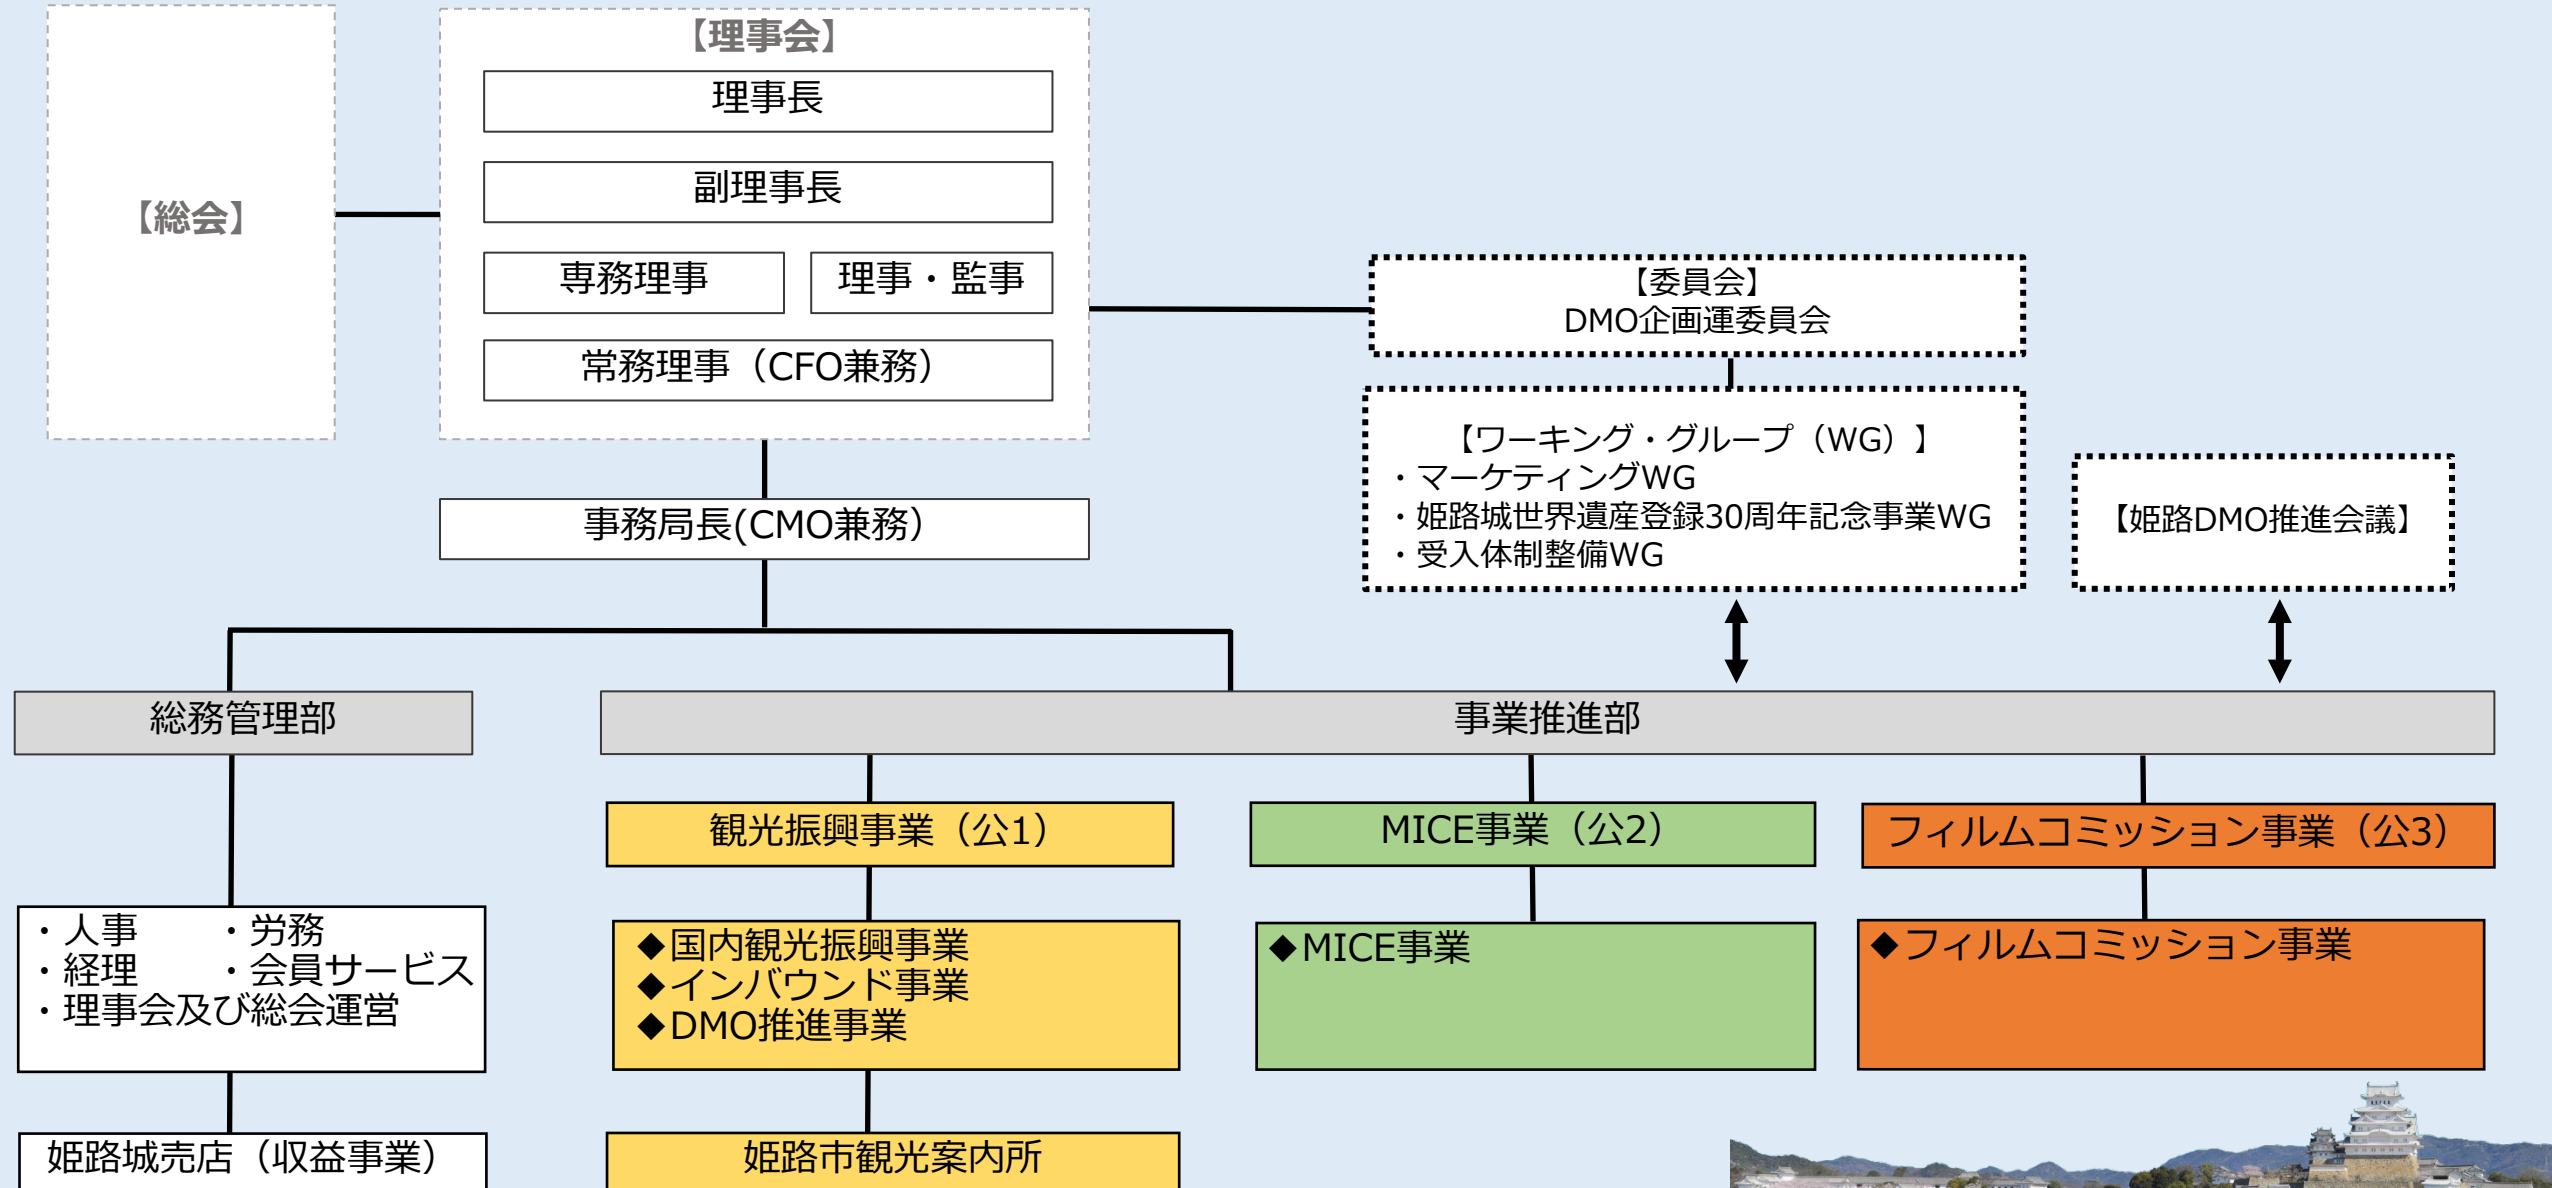 【総会】
【理事会】
理事長
副理事長
専務理事
理事・監事
常務理事（CFO兼務）
事務局長(CMO兼務）
【委員会】
DMO企画運委員会
【ワーキング・グループ（WG）】
・マーケティングWG
・姫路城世界遺産登録30周年記念事業WG
・受入体制整備WG
【姫路DMO推進会議】
総務管理部
・人事　　・労務
・経理　　・会員サービス
・理事会及び総会運営
姫路城売店（収益事業）
事業推進部
観光振興事業（公1）
◆国内観光振興事業
◆インバウンド事業
◆DMO推進事業
姫路市観光案内所
MICE事業（公2）
◆MICE事業
フィルムコミッション事業（公3）
◆フィルムコミッション事業